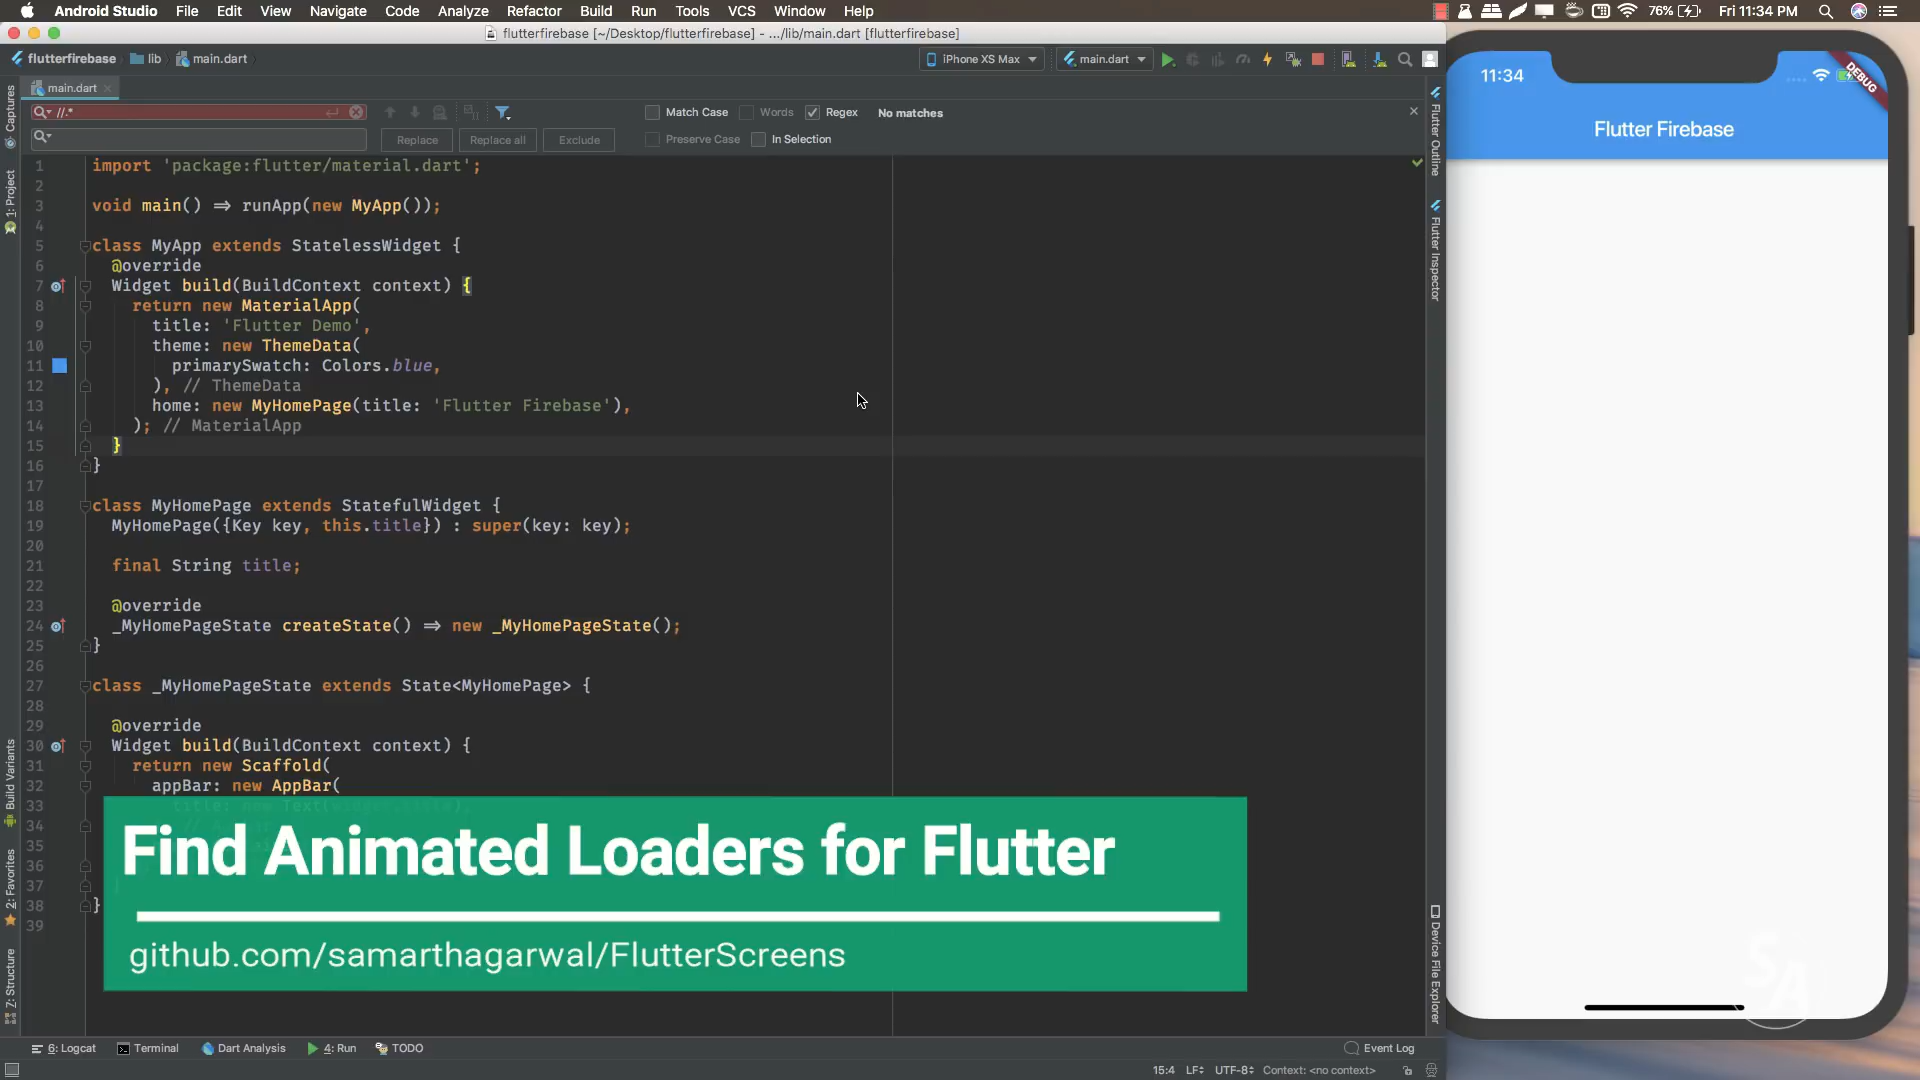 Android Studio File Edit View Navigate Code Analyze Refactor Build Run Tools VCS Window Help 76% Fri 11:34 PM
flutterfirebase [~/Desktop/flutterfirebase] - .../lib/main.dart [flutterfirebase]
flutterfirebase lib main.dart iPhone XS Max main.dart
main.dart
//.* Match Case Words Regex No matches
Replace Replace all Exclude Preserve Case In Selection
1 import 'package:flutter/material.dart';
2
3 void main() => runApp(new MyApp());
4
5 class MyApp extends StatelessWidget {
6 @override
7 Widget build(BuildContext context) {
8 return new MaterialApp(
9 title: 'Flutter Demo',
10 theme: new ThemeData(
11 primarySwatch: Colors.blue,
12 ), // ThemeData
13 home: new MyHomePage(title: 'Flutter Firebase'),
14 ); // MaterialApp
15 }
16 }
17
18 class MyHomePage extends StatefulWidget {
19 MyHomePage({Key key, this.title}) : super(key: key);
20
21 final String title;
22
23 @override
24 _MyHomePageState createState() => new _MyHomePageState();
25 }
26
27 class _MyHomePageState extends State<MyHomePage> {
28
29 @override
30 Widget build(BuildContext context) {
31 return new Scaffold(
32 appBar: new AppBar(
33
34
35
36
37
38 }
39
Find Animated Loaders for Flutter
github.com/samarthagarwal/FlutterScreens
Captures
1: Project
Build Variants
2: Favorites
7: Structure
Flutter Outline
Flutter Inspector
Device File Explorer
6: Logcat Terminal Dart Analysis 4: Run TODO Event Log
15:4 LF UTF-8 Context: <no context>
11:34
DEBUG
Flutter Firebase
SA